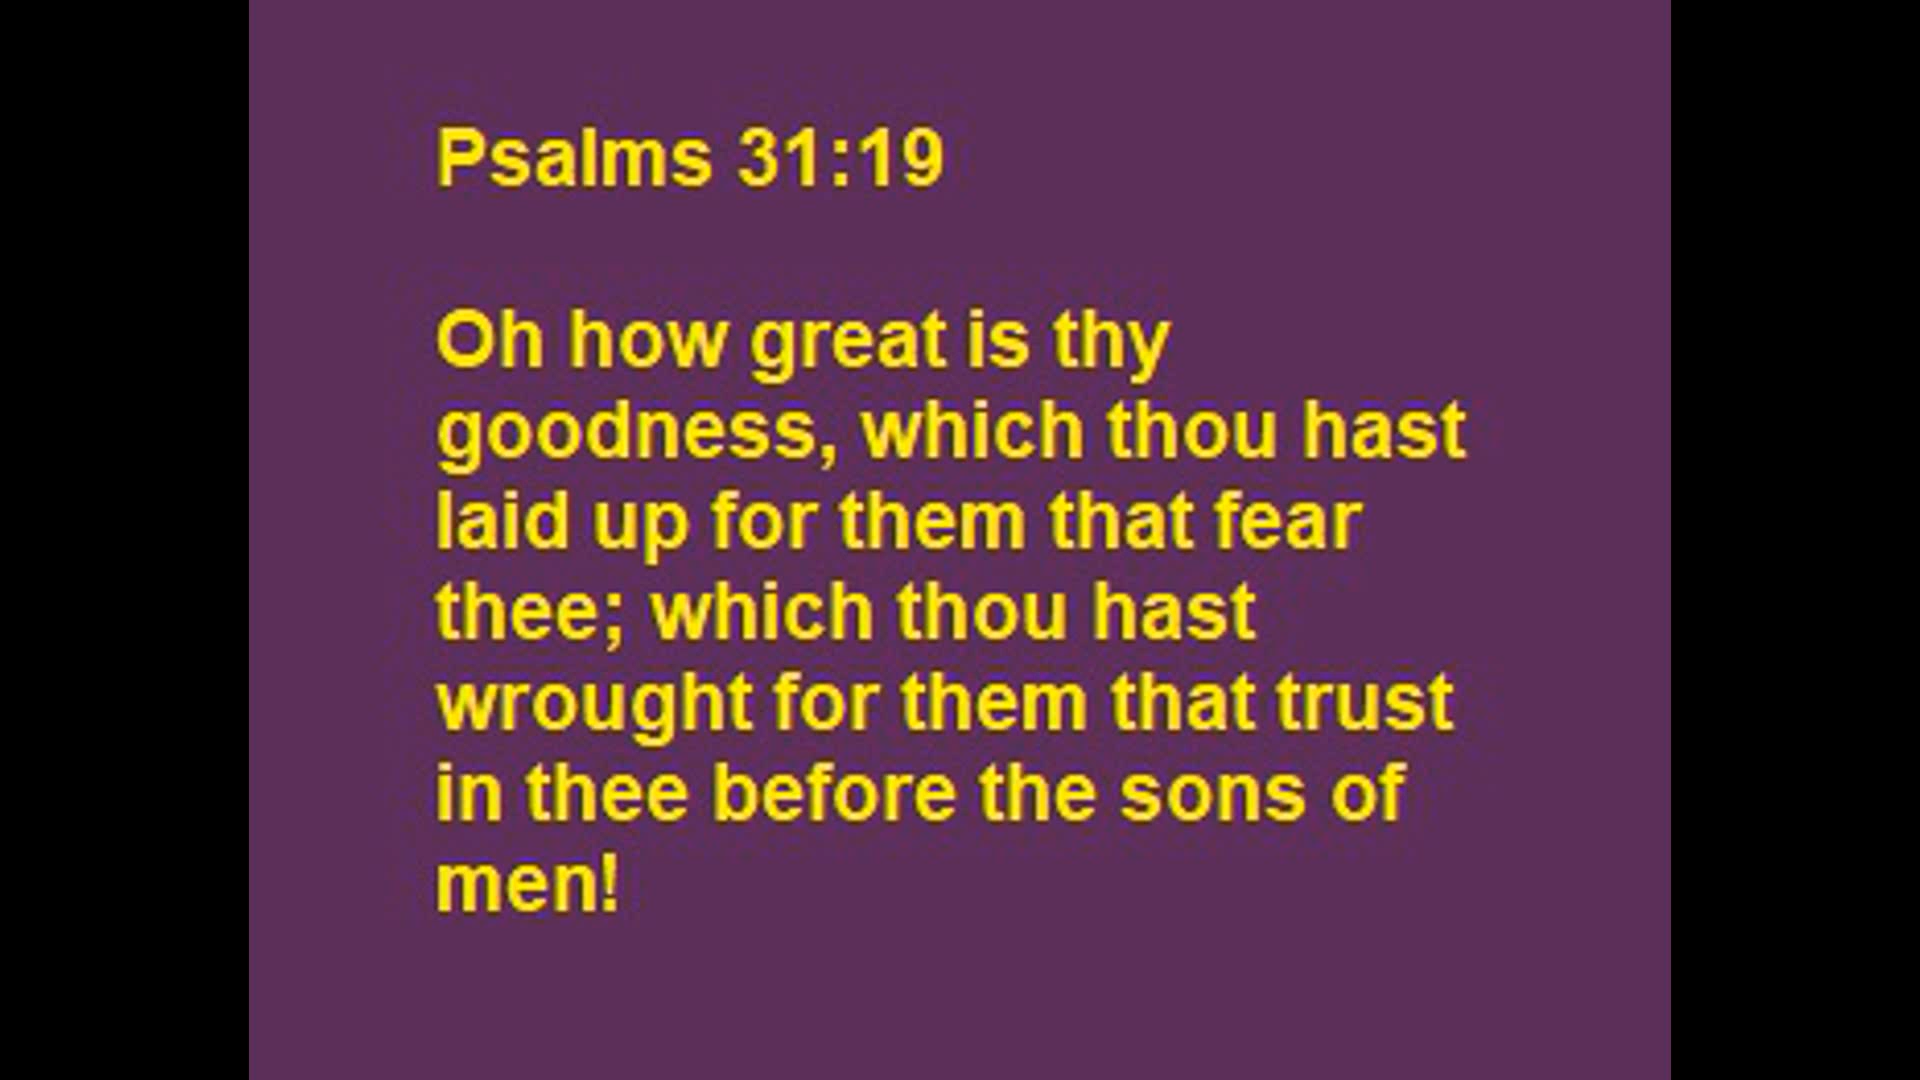 Psalms 31:19
Oh how great is thy
goodness, which thou hast
laid up for them that fear
thee; which thou hast
wrought for them that trust
in thee before the sons of
men!